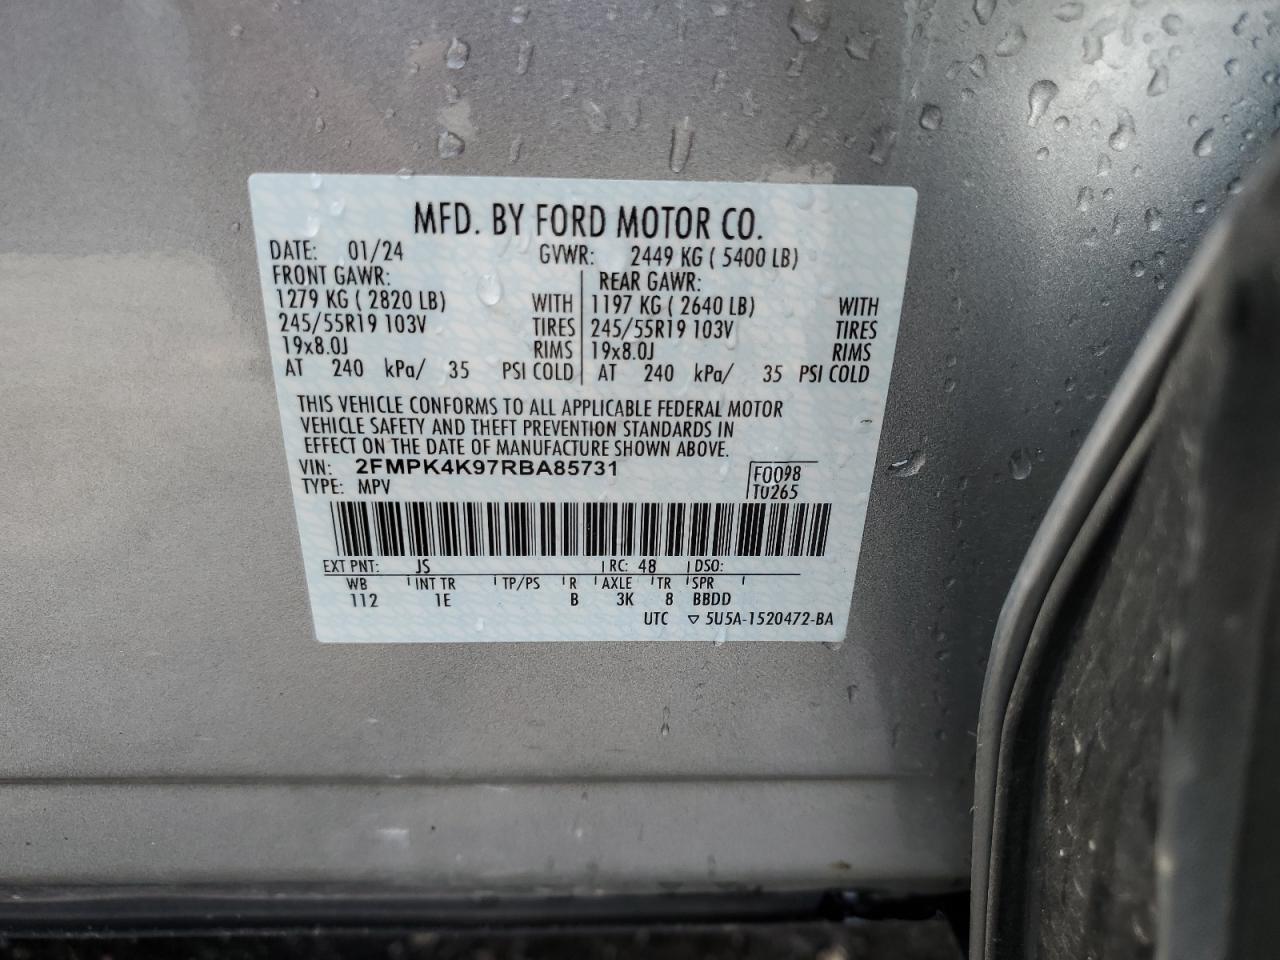 MFD. BY FORD MOTOR CO.
DATE: 01/24 GVWR: 2449 KG ( 5400 LB)
FRONT GAWR: REAR GAWR:
1279 KG ( 2820 LB) WITH 1197 KG ( 2640 LB) WITH
245/55R19 103V TIRES 245/55R19 103V TIRES
19x8.0J RIMS 19x8.0J RIMS
AT 240 kPa/ 35 PSI COLD AT 240 kPa/ 35 PSI COLD
THIS VEHICLE CONFORMS TO ALL APPLICABLE FEDERAL MOTOR
VEHICLE SAFETY AND THEFT PREVENTION STANDARDS IN
EFFECT ON THE DATE OF MANUFACTURE SHOWN ABOVE.
VIN: 2FMPK4K97RBA85731 F0098
TYPE: MPV T0265
EXT PNT: JS RC: 48 DSO:
WB INT TR TP/PS R AXLE TR SPR
112 1E B 3K 8 BBDD
UTC ▽ 5U5A-1520472-BA